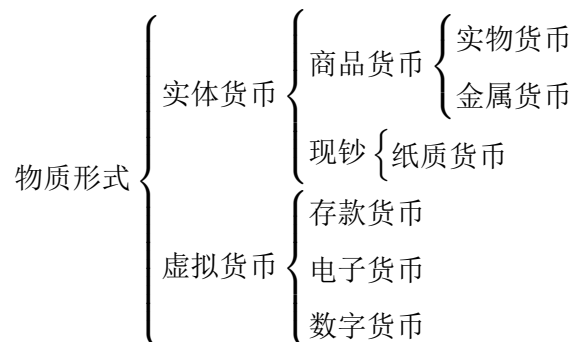 物质形式
实体货币
商品货币
实物货币
金属货币
现钞
纸质货币
虚拟货币
存款货币
电子货币
数字货币